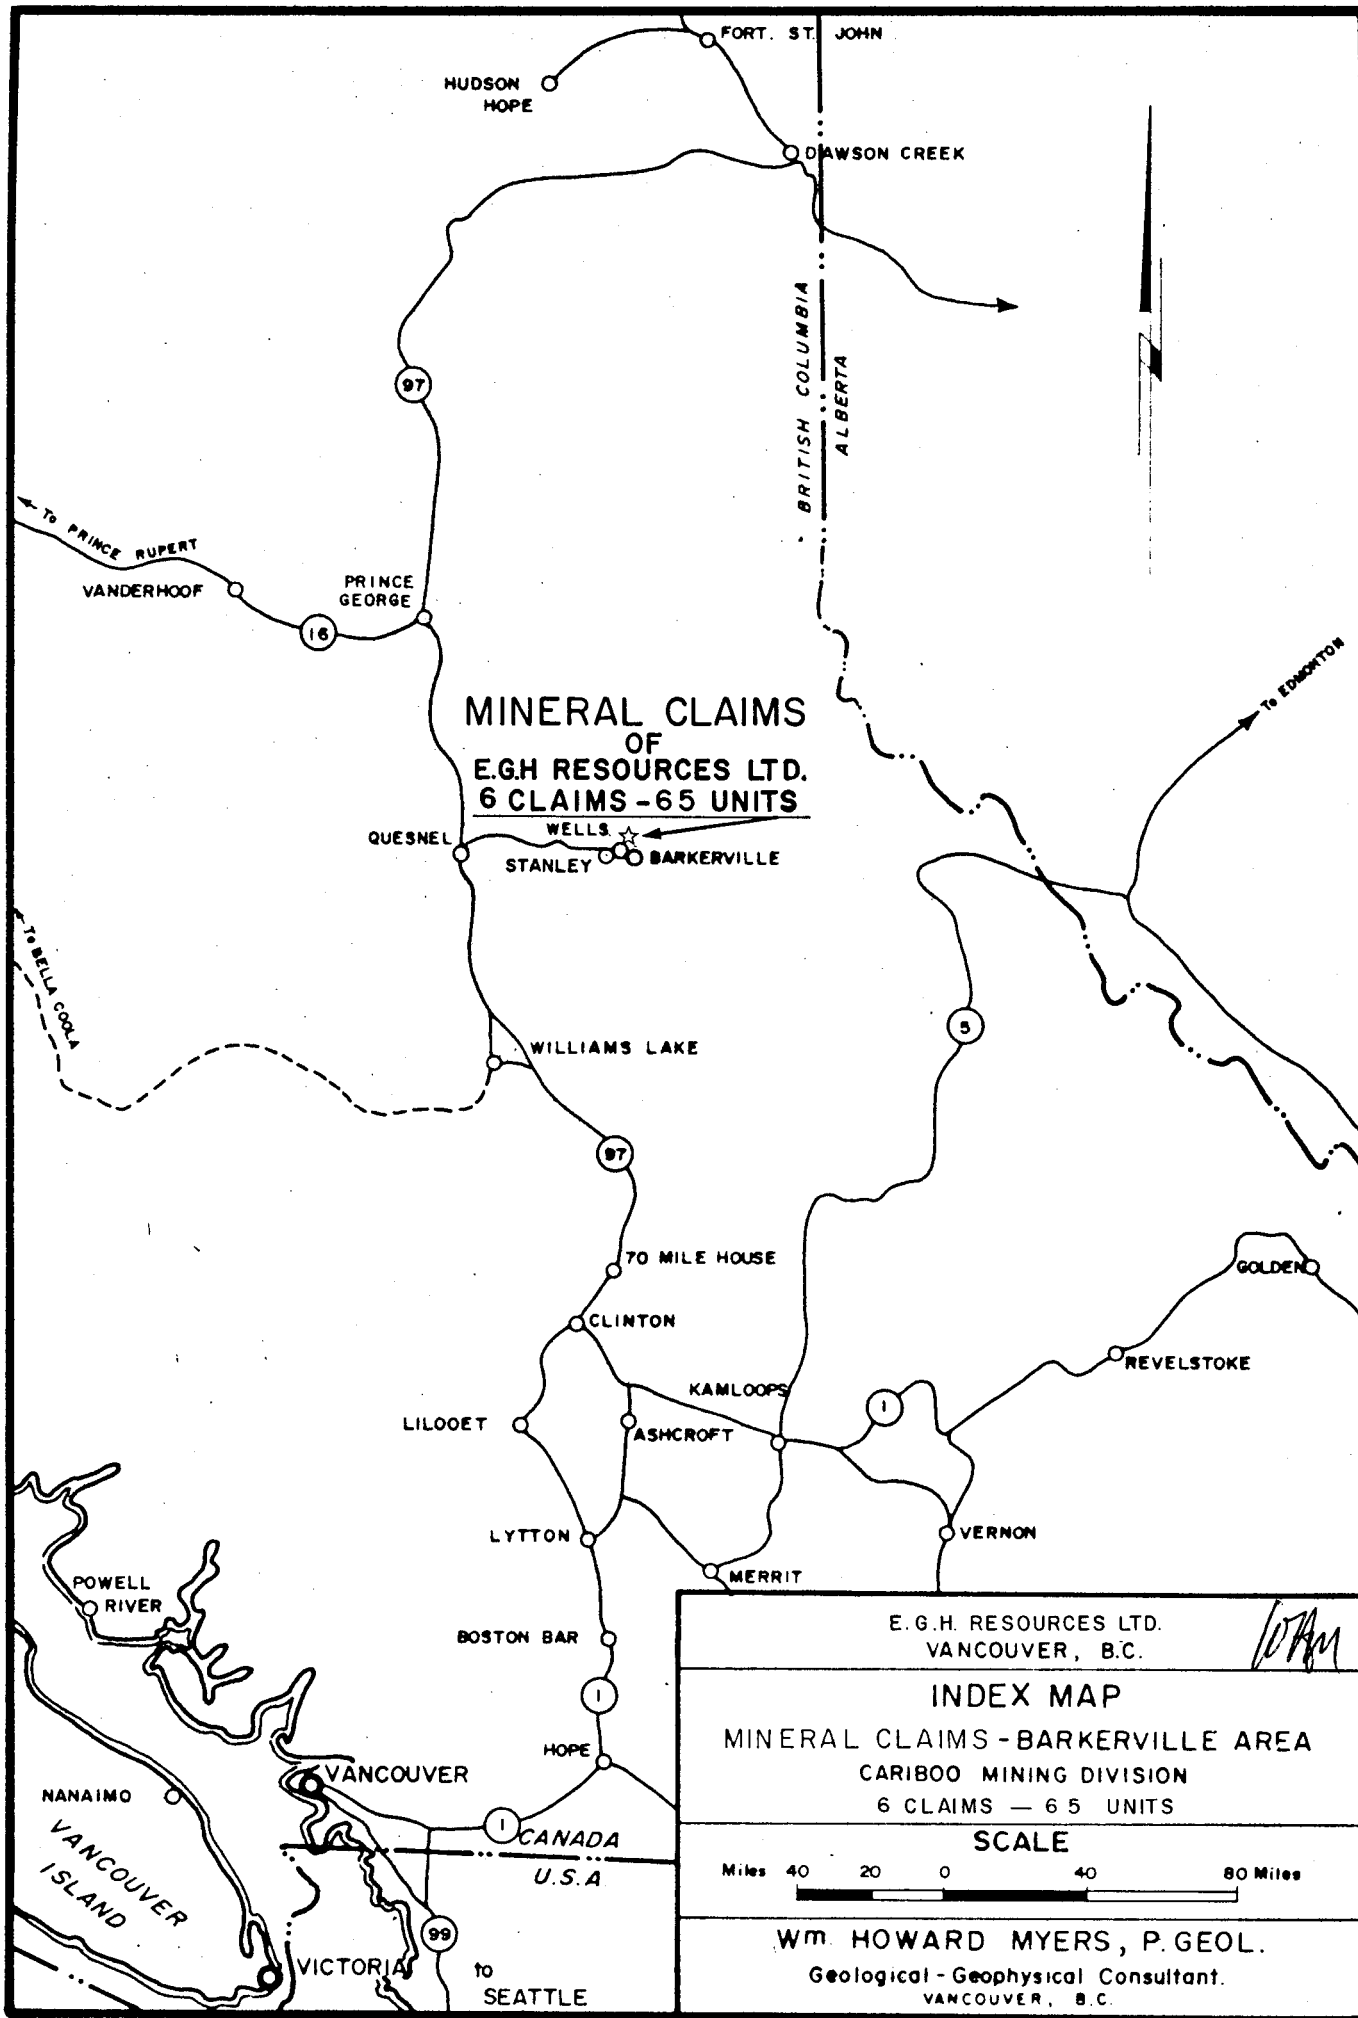 FORT. ST. JOHN
HUDSON
HOPE
DAWSON CREEK
BRITISH COLUMBIA
ALBERTA
97
To PRINCE RUPERT
VANDERHOOF
PRINCE
GEORGE
16
To EDMONTON
MINERAL CLAIMS
OF
E.G.H RESOURCES LTD.
6 CLAIMS - 65 UNITS
QUESNEL
WELLS
STANLEY
BARKERVILLE
To BELLA COOLA
5
WILLIAMS LAKE
97
70 MILE HOUSE
GOLDEN
CLINTON
REVELSTOKE
KAMLOOPS
1
LILOOET
ASHCROFT
LYTTON
VERNON
MERRIT
POWELL
RIVER
BOSTON BAR
1
HOPE
VANCOUVER
NANAIMO
1
CANADA
U.S.A.
VANCOUVER
ISLAND
99
VICTORIA
to
SEATTLE
E.G.H. RESOURCES LTD.
VANCOUVER, B.C.
INDEX MAP
MINERAL CLAIMS - BARKERVILLE AREA
CARIBOO MINING DIVISION
6 CLAIMS — 65 UNITS
SCALE
Miles 40 20 0 40 80 Miles
Wm. HOWARD MYERS, P. GEOL.
Geological - Geophysical Consultant.
VANCOUVER, B.C.